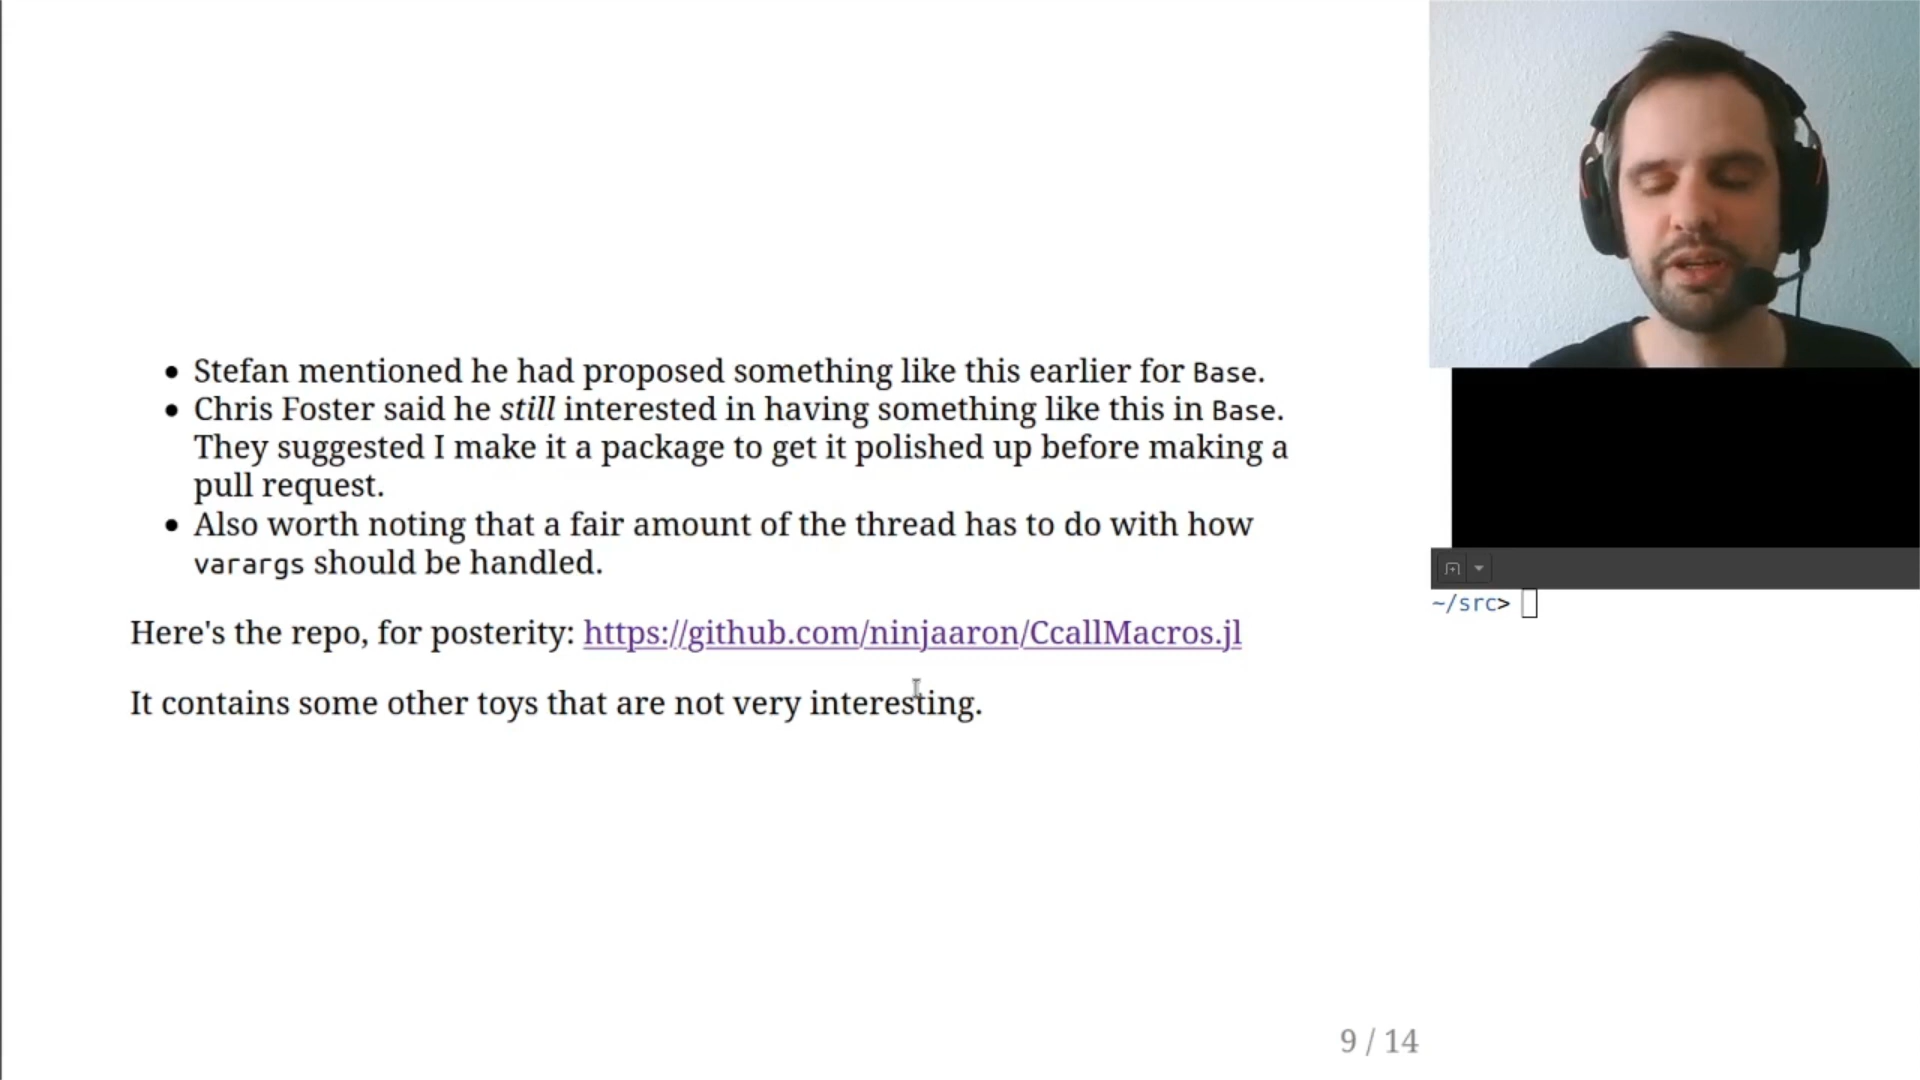 Stefan mentioned he had proposed something like this earlier for Base.
Chris Foster said he still interested in having something like this in Base.
They suggested I make it a package to get it polished up before making a
pull request.
Also worth noting that a fair amount of the thread has to do with how
varargs should be handled.
Here's the repo, for posterity: https://github.com/ninjaaron/CcallMacros.jl
It contains some other toys that are not very interesting.
~/src>
9 / 14